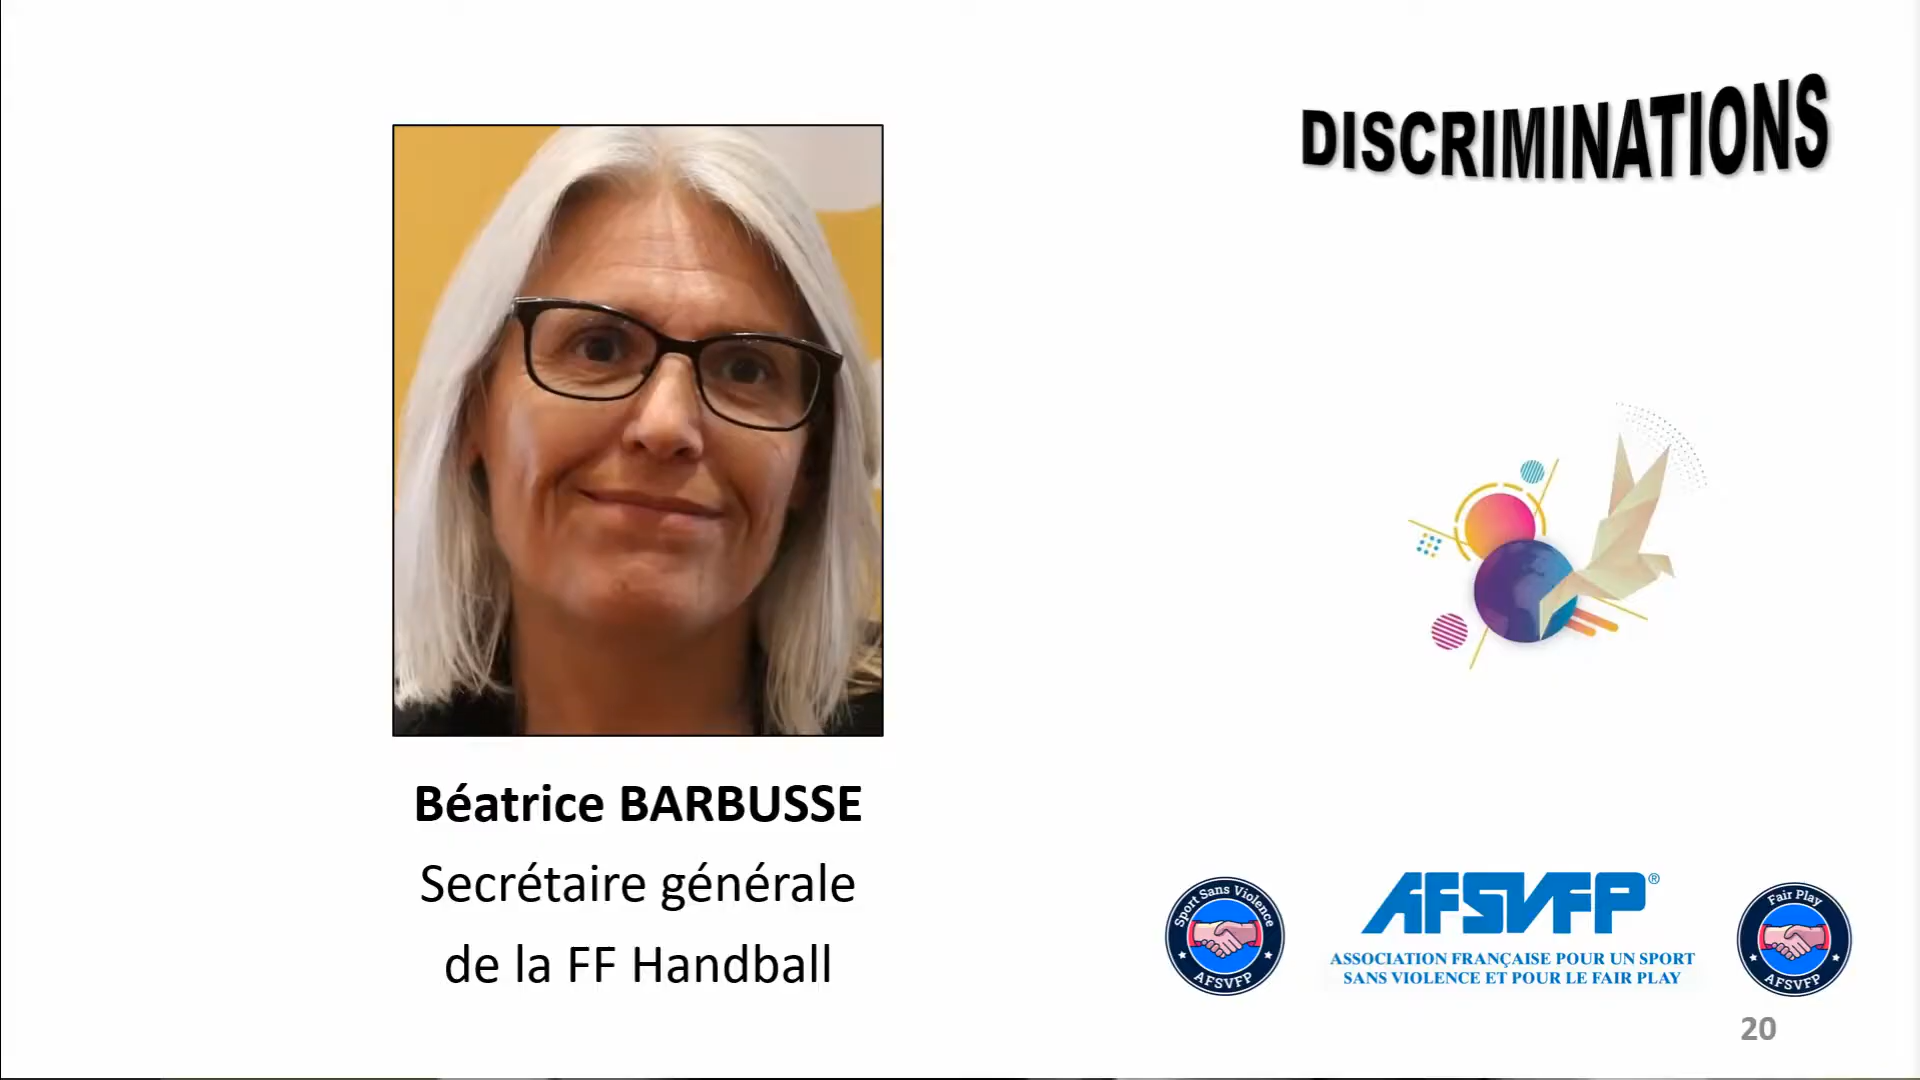 DISCRIMINATIONS
Béatrice BARBUSSE
Secrétaire générale
de la FF Handball
Sport Sans Violence
AFSVFP
AFSVFP®
ASSOCIATION FRANÇAISE POUR UN SPORT
SANS VIOLENCE ET POUR LE FAIR PLAY
Fair Play
AFSVFP
20